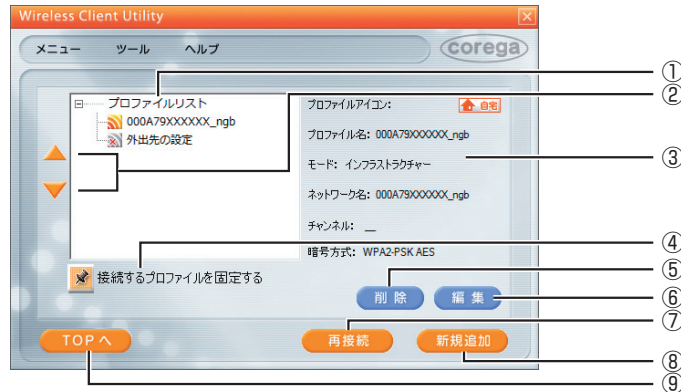 Wireless Client Utility
メニュー ツール ヘルプ
corega
①
②
プロファイルリスト
000A79XXXXXX_ngb
外出先の設定
プロファイルアイコン: 自宅
プロファイル名: 000A79XXXXXX_ngb
③
モード: インフラストラクチャー
ネットワーク名: 000A79XXXXXX_ngb
チャンネル: __
暗号方式: WPA2-PSK AES
④
接続するプロファイルを固定する
⑤
削 除 編 集
⑥
⑦
TOPへ 再接続 新規追加
⑧
⑨